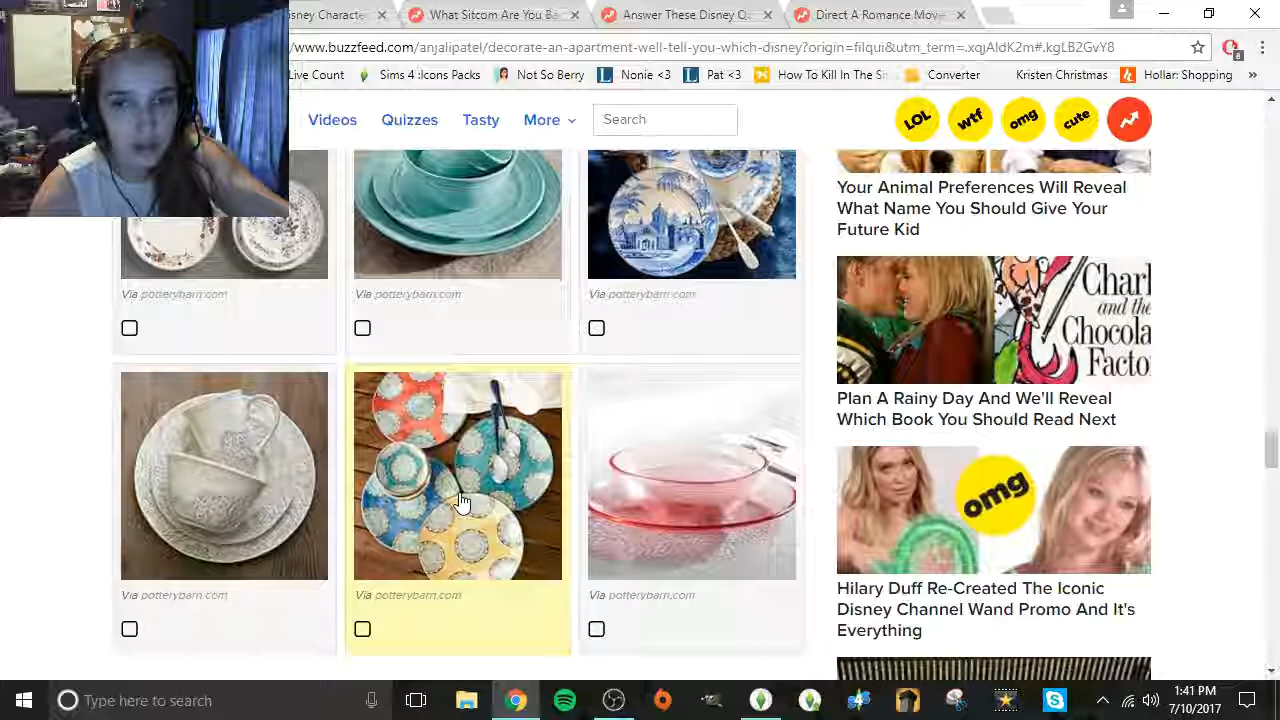 isney Characte
What Sitcom Are Bo
Answer These Disney Q
Direct A Romance Mov
/www.buzzfeed.com/anjalipatel/decorate-an-apartment-well-tell-you-which-disney?origin=filqui&utm_term=.xqjAldK2m#.kgLB2GvY8
8
Live Count
Sims 4 :Icons Packs
Not So Berry
Nonie <3
Pat <3
How To Kill In The Si
Converter
Kristen Christmas
Hollar: Shopping
»
Videos
Quizzes
Tasty
More
Search
LOL
wtf
omg
cute
Your Animal Preferences Will Reveal
What Name You Should Give Your
Future Kid
Via potterybarn.com
Via potterybarn.com
Via potterybarn.com
Charl
and the
Chocola
Facto
Plan A Rainy Day And We'll Reveal
Which Book You Should Read Next
omg
Hilary Duff Re-Created The Iconic
Disney Channel Wand Promo And It's
Everything
Via potterybarn.com
Via potterybarn.com
Via potterybarn.com
Type here to search
1:41 PM
7/10/2017